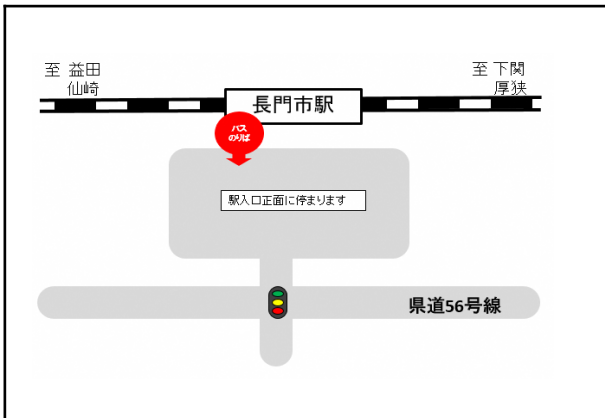 至 益田
仙崎
至 下関
厚狭
長門市駅
バス
のりば
駅入口正面に停まります
県道56号線